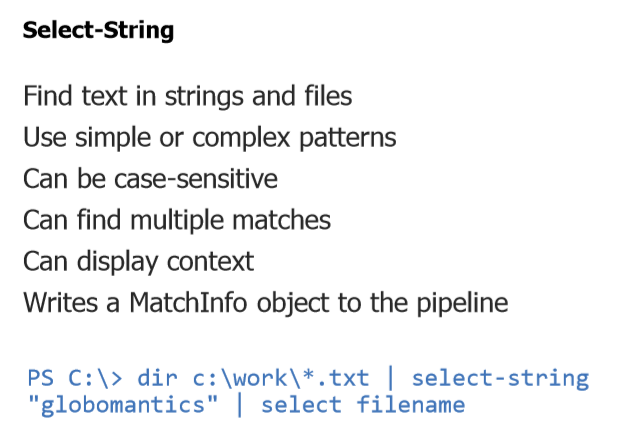 Select-String
Find text in strings and files
Use simple or complex patterns
Can be case-sensitive
Can find multiple matches
Can display context
Writes a MatchInfo object to the pipeline
PS C:\> dir c:\work\*.txt | select-string
"globomantics" | select filename